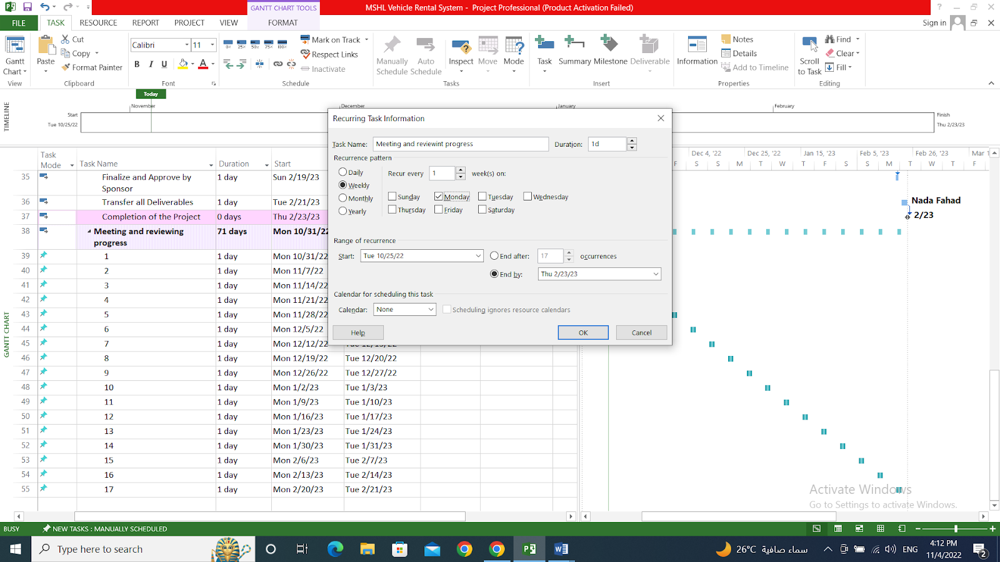 GANTT CHART TOOLS
MSHL Vehicle Rental System - Project Professional (Product Activation Failed)
FILE TASK RESOURCE REPORT PROJECT VIEW FORMAT Sign in
Gantt Chart
View
Paste
Cut
Copy
Format Painter
Clipboard
Calibri 11
B I U A
Font
0% 25% 50% 75% 100%
Mark on Track
Respect Links
Inactivate
Schedule
Manually Schedule
Auto Schedule
Inspect
Move
Mode
Tasks
Task
Summary
Milestone
Deliverable
Insert
Information
Notes
Details
Add to Timeline
Properties
Scroll to Task
Find
Clear
Fill
Editing
TIMELINE
Today
November December January February
Start
Tue 10/25/22
Finish
Thu 2/23/23
GANTT CHART
Task Mode Task Name Duration Start
35 Finalize and Approve by Sponsor 1 day Sun 2/19/23
36 Transfer all Deliverables 1 day Tue 2/21/23
37 Completion of the Project 0 days Thu 2/23/23
38 Meeting and reviewing progress 71 days Mon 10/31/22
39 1 1 day Mon 10/31/22
40 2 1 day Mon 11/7/22
41 3 1 day Mon 11/14/22
42 4 1 day Mon 11/21/22
43 5 1 day Mon 11/28/22
44 6 1 day Mon 12/5/22
45 7 1 day Mon 12/12/22
46 8 1 day Mon 12/19/22 Tue 12/20/22
47 9 1 day Mon 12/26/22 Tue 12/27/22
48 10 1 day Mon 1/2/23 Tue 1/3/23
49 11 1 day Mon 1/9/23 Tue 1/10/23
50 12 1 day Mon 1/16/23 Tue 1/17/23
51 13 1 day Mon 1/23/23 Tue 1/24/23
52 14 1 day Mon 1/30/23 Tue 1/31/23
53 15 1 day Mon 2/6/23 Tue 2/7/23
54 16 1 day Mon 2/13/23 Tue 2/14/23
55 17 1 day Mon 2/20/23 Tue 2/21/23
Recurring Task Information
Task Name: Meeting and reviewint progress Duration: 1d
Recurrence pattern
Daily
Weekly
Monthly
Yearly
Recur every 1 week(s) on:
Sunday Monday Tuesday Wednesday
Thursday Friday Saturday
Range of recurrence
Start: Tue 10/25/22 End after: 17 occurrences
End by: Thu 2/23/23
Calendar for scheduling this task
Calendar: None Scheduling ignores resource calendars
Help OK Cancel
Dec 4, '22 Dec 25, '22 Jan 15, '23 Feb 5, '23 Feb 26, '23 Mar 1
F S S M T W T F S S M T W T F
Nada Fahad
2/23
Activate Windows
Go to Settings to activate Windows.
BUSY NEW TASKS : MANUALLY SCHEDULED
Type here to search
26°C سماء صافية
ENG
4:12 PM
11/4/2022
2